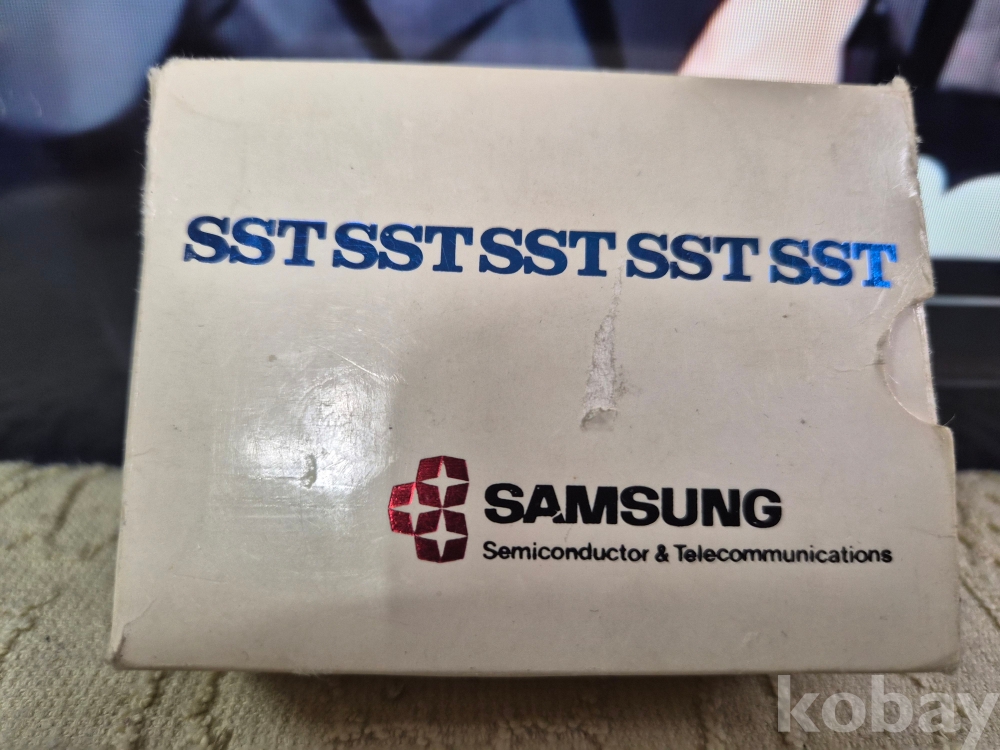 SST SST SST SST SST
SAMSUNG
Semiconductor & Telecommunications
kobay